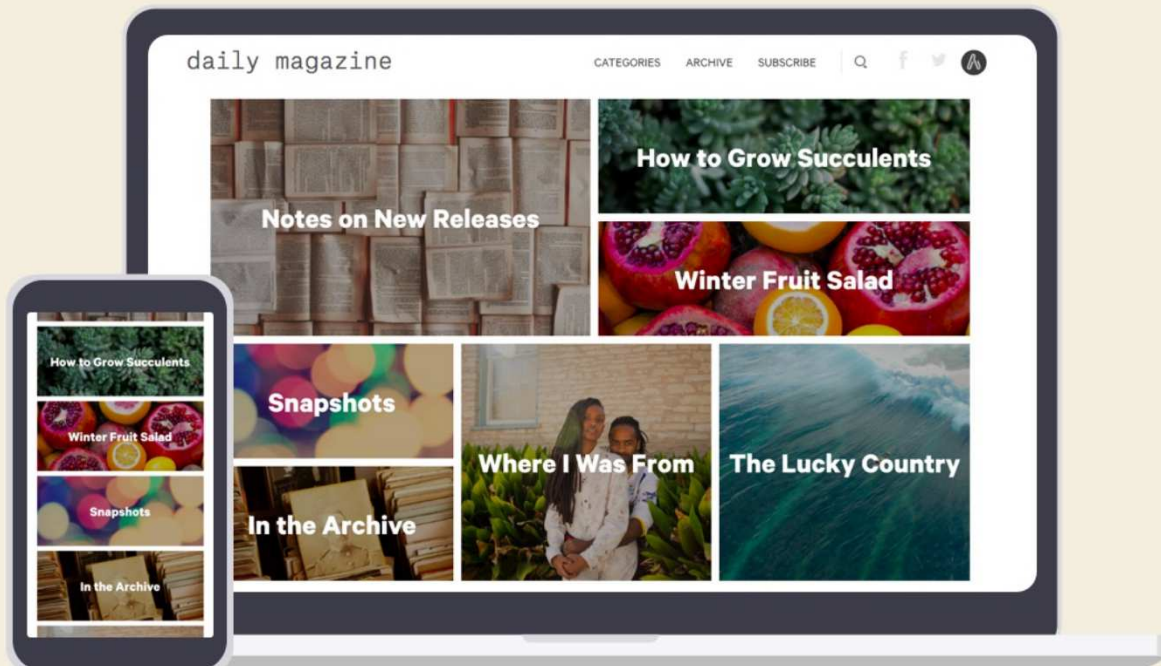 daily magazine
CATEGORIES ARCHIVE SUBSCRIBE
Notes on New Releases
How to Grow Succulents
Winter Fruit Salad
Snapshots
In the Archive
Where I Was From
The Lucky Country
How to Grow Succulents
Winter Fruit Salad
Snapshots
In the Archive